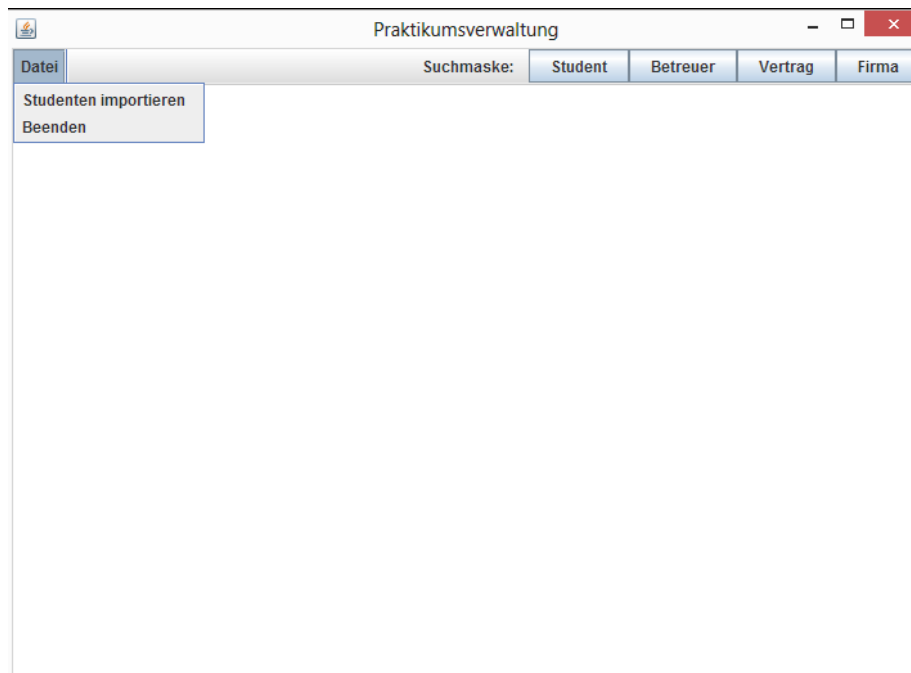 Praktikumsverwaltung
Datei Suchmaske: Student Betreuer Vertrag Firma
Studenten importieren
Beenden